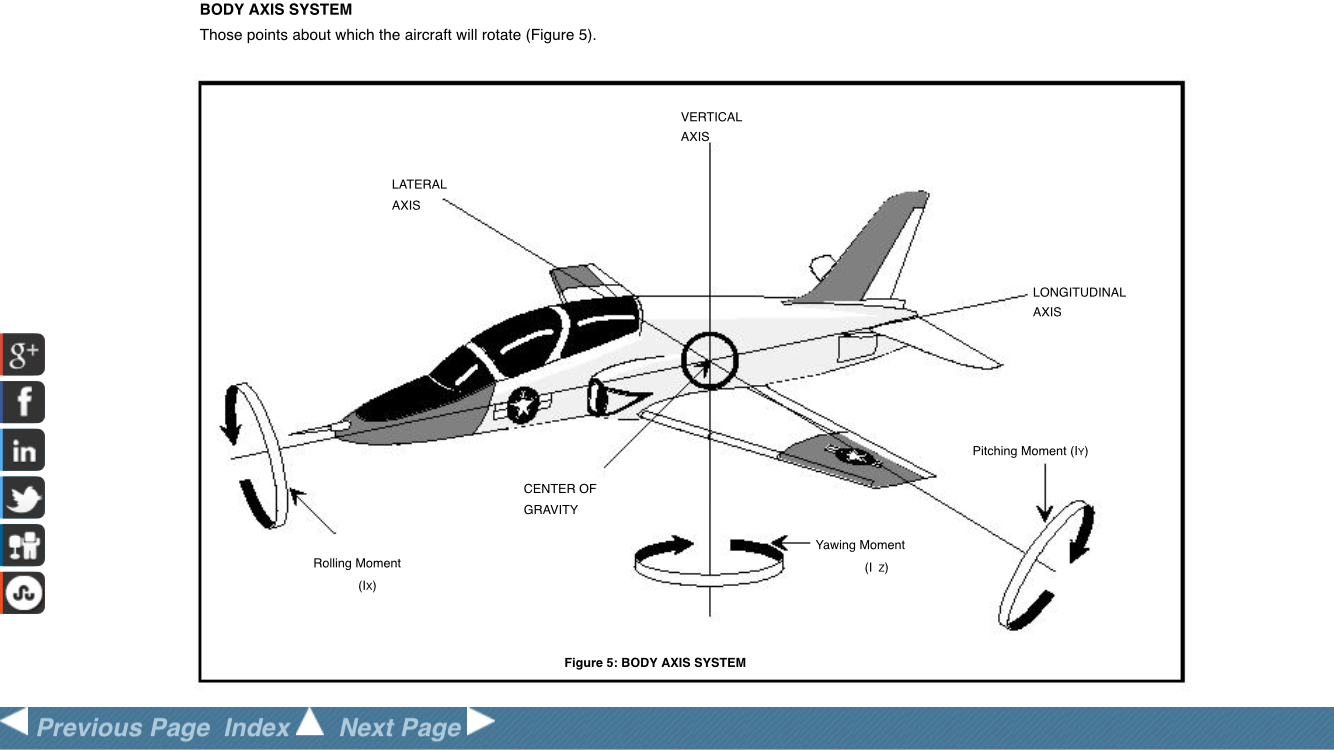 BODY AXIS SYSTEM
Those points about which the aircraft will rotate (Figure 5).
VERTICAL
AXIS
LATERAL
AXIS
LONGITUDINAL
AXIS
g+
f
in
Pitching Moment (IY)
CENTER OF
GRAVITY
Yawing Moment
(I z)
Rolling Moment
(Ix)
Figure 5: BODY AXIS SYSTEM
Previous Page Index Next Page